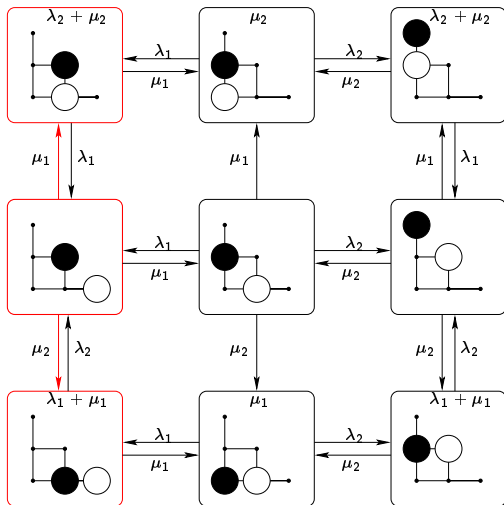 λ₂ + μ₂ μ₂ λ₂ + μ₂
λ₁ λ₂
μ₁ μ₂
μ₁ λ₁ μ₁ μ₁ λ₁
λ₁ λ₂
μ₁ μ₂
μ₂ λ₂ μ₂ μ₂ λ₂
λ₁ + μ₁ μ₁ λ₁ + μ₁
λ₁ λ₂
μ₁ μ₂